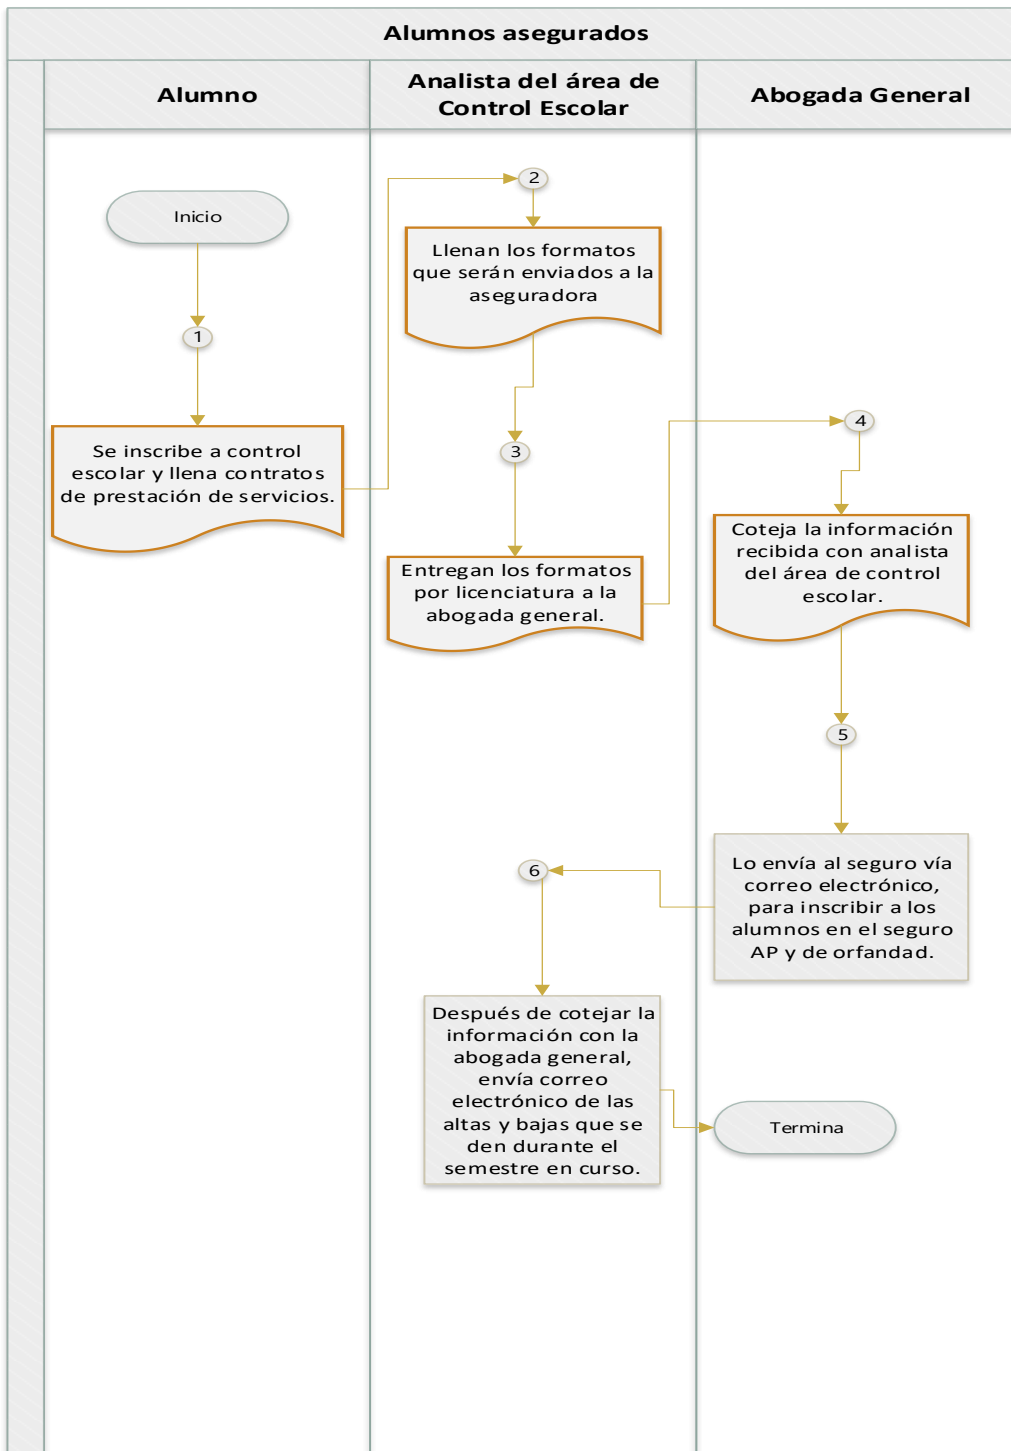 Alumnos asegurados
Alumno
Analista del área de
Control Escolar
Abogada General
Inicio
1
Se inscribe a control
escolar y llena contratos
de prestación de servicios.
2
Llenan los formatos
que serán enviados a la
aseguradora
3
Entregan los formatos
por licenciatura a la
abogada general.
4
Coteja la información
recibida con analista
del área de control
escolar.
5
Lo envía al seguro vía
correo electrónico,
para inscribir a los
alumnos en el seguro
AP y de orfandad.
6
Después de cotejar la
información con la
abogada general,
envía correo
electrónico de las
altas y bajas que se
den durante el
semestre en curso.
Termina